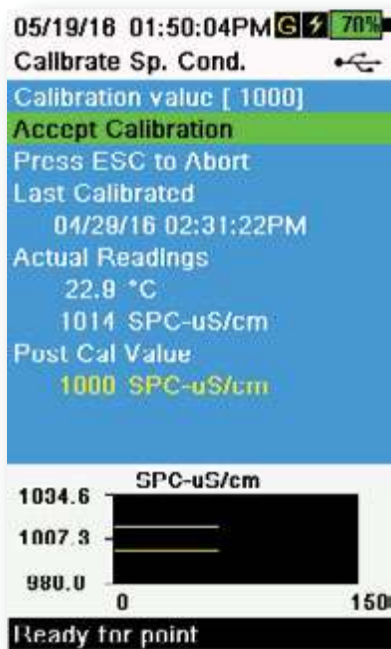 05/19/16 01:50:04PM G 70%
Calibrate Sp. Cond.
Calibration value [ 1000]
Accept Calibration
Press ESC to Abort
Last Calibrated
04/29/16 02:31:22PM
Actual Readings
22.9 °C
1014 SPC-uS/cm
Post Cal Value
1000 SPC-uS/cm
SPC-uS/cm
1034.6
1007.3
980.0
0 150
Ready for point